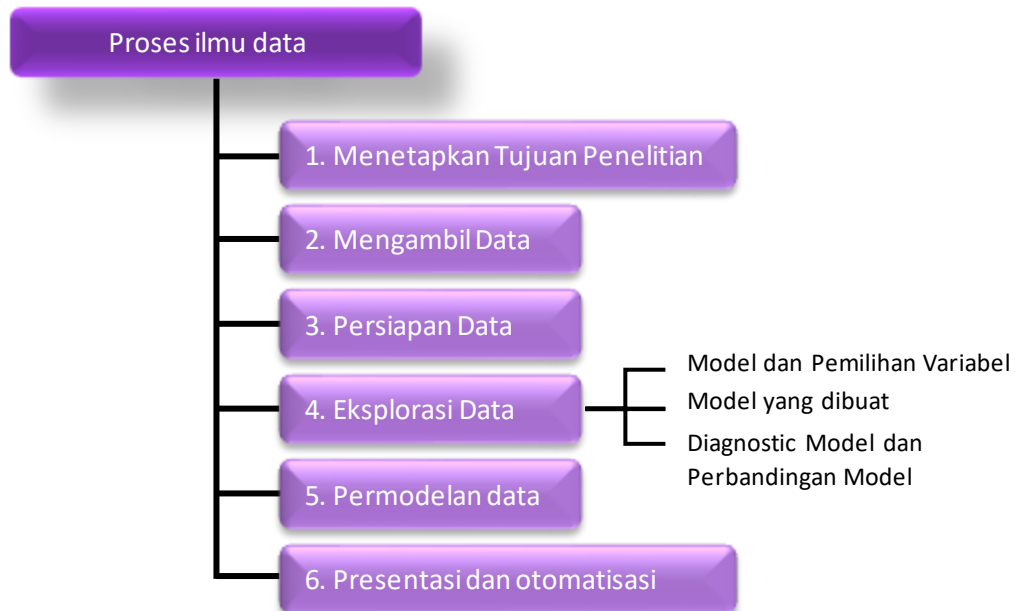 Proses ilmu data
1. Menetapkan Tujuan Penelitian
2. Mengambil Data
3. Persiapan Data
4. Eksplorasi Data
Model dan Pemilihan Variabel
Model yang dibuat
Diagnostic Model dan
Perbandingan Model
5. Permodelan data
6. Presentasi dan otomatisasi